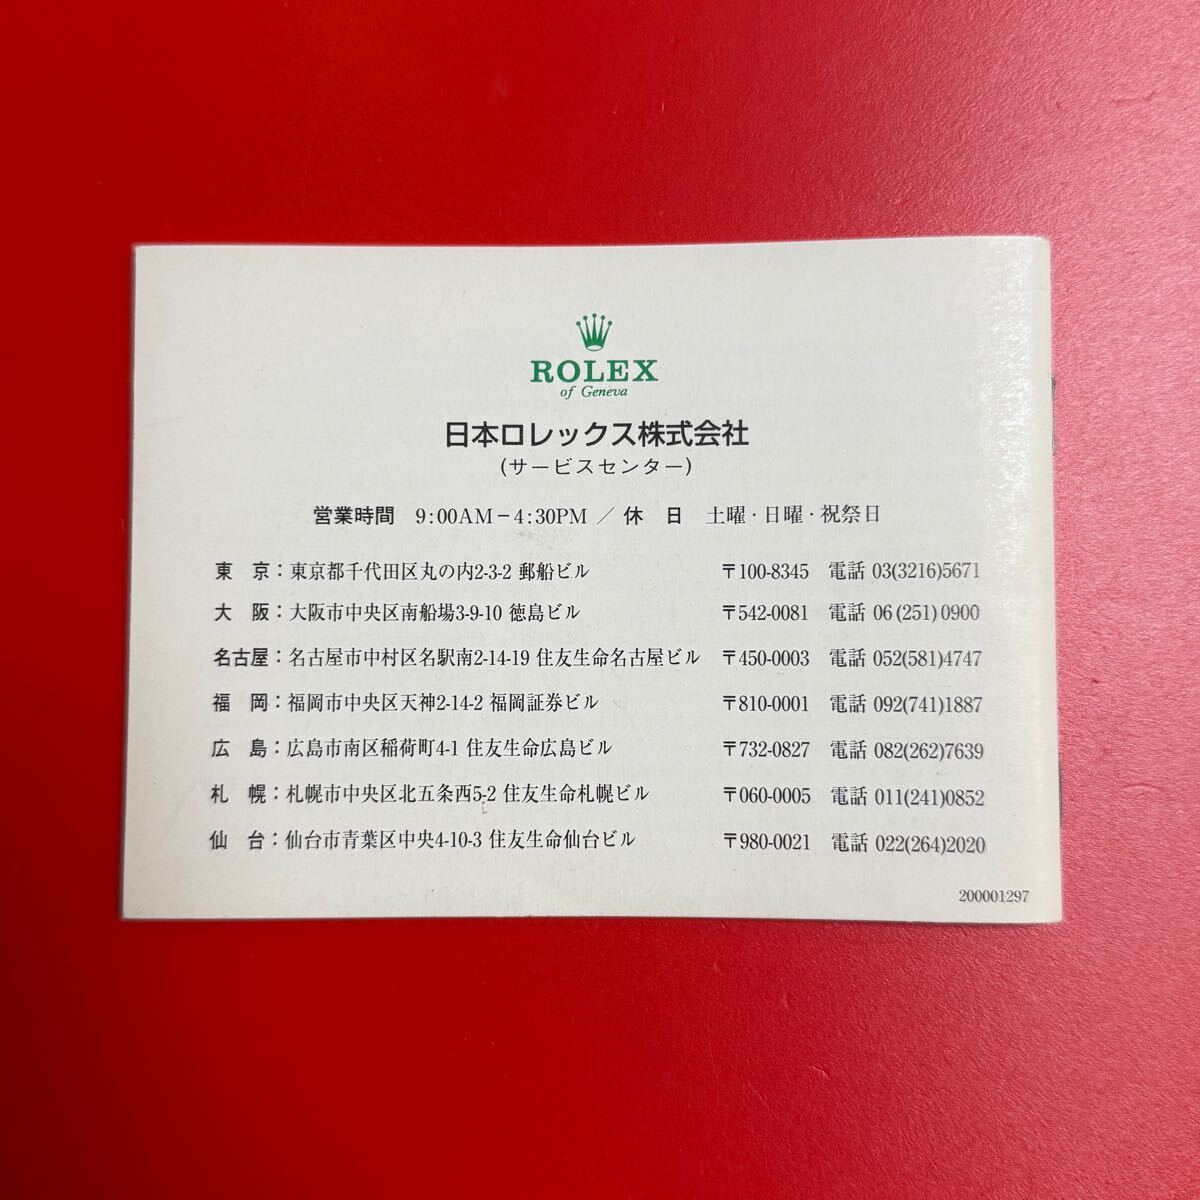 ROLEX
of Geneva
日本ロレックス株式会社
(サービスセンター)
営業時間 9:00AM－4:30PM ／ 休 日 土曜・日曜・祝祭日
東 京：東京都千代田区丸の内2-3-2 郵船ビル 〒100-8345 電話 03(3216)5671
大 阪：大阪市中央区南船場3-9-10 徳島ビル 〒542-0081 電話 06(251)0900
名古屋：名古屋市中村区名駅南2-14-19 住友生命名古屋ビル 〒450-0003 電話 052(581)4747
福 岡：福岡市中央区天神2-14-2 福岡証券ビル 〒810-0001 電話 092(741)1887
広 島：広島市南区稲荷町4-1 住友生命広島ビル 〒732-0827 電話 082(262)7639
札 幌：札幌市中央区北五条西5-2 住友生命札幌ビル 〒060-0005 電話 011(241)0852
仙 台：仙台市青葉区中央4-10-3 住友生命仙台ビル 〒980-0021 電話 022(264)2020
200001297